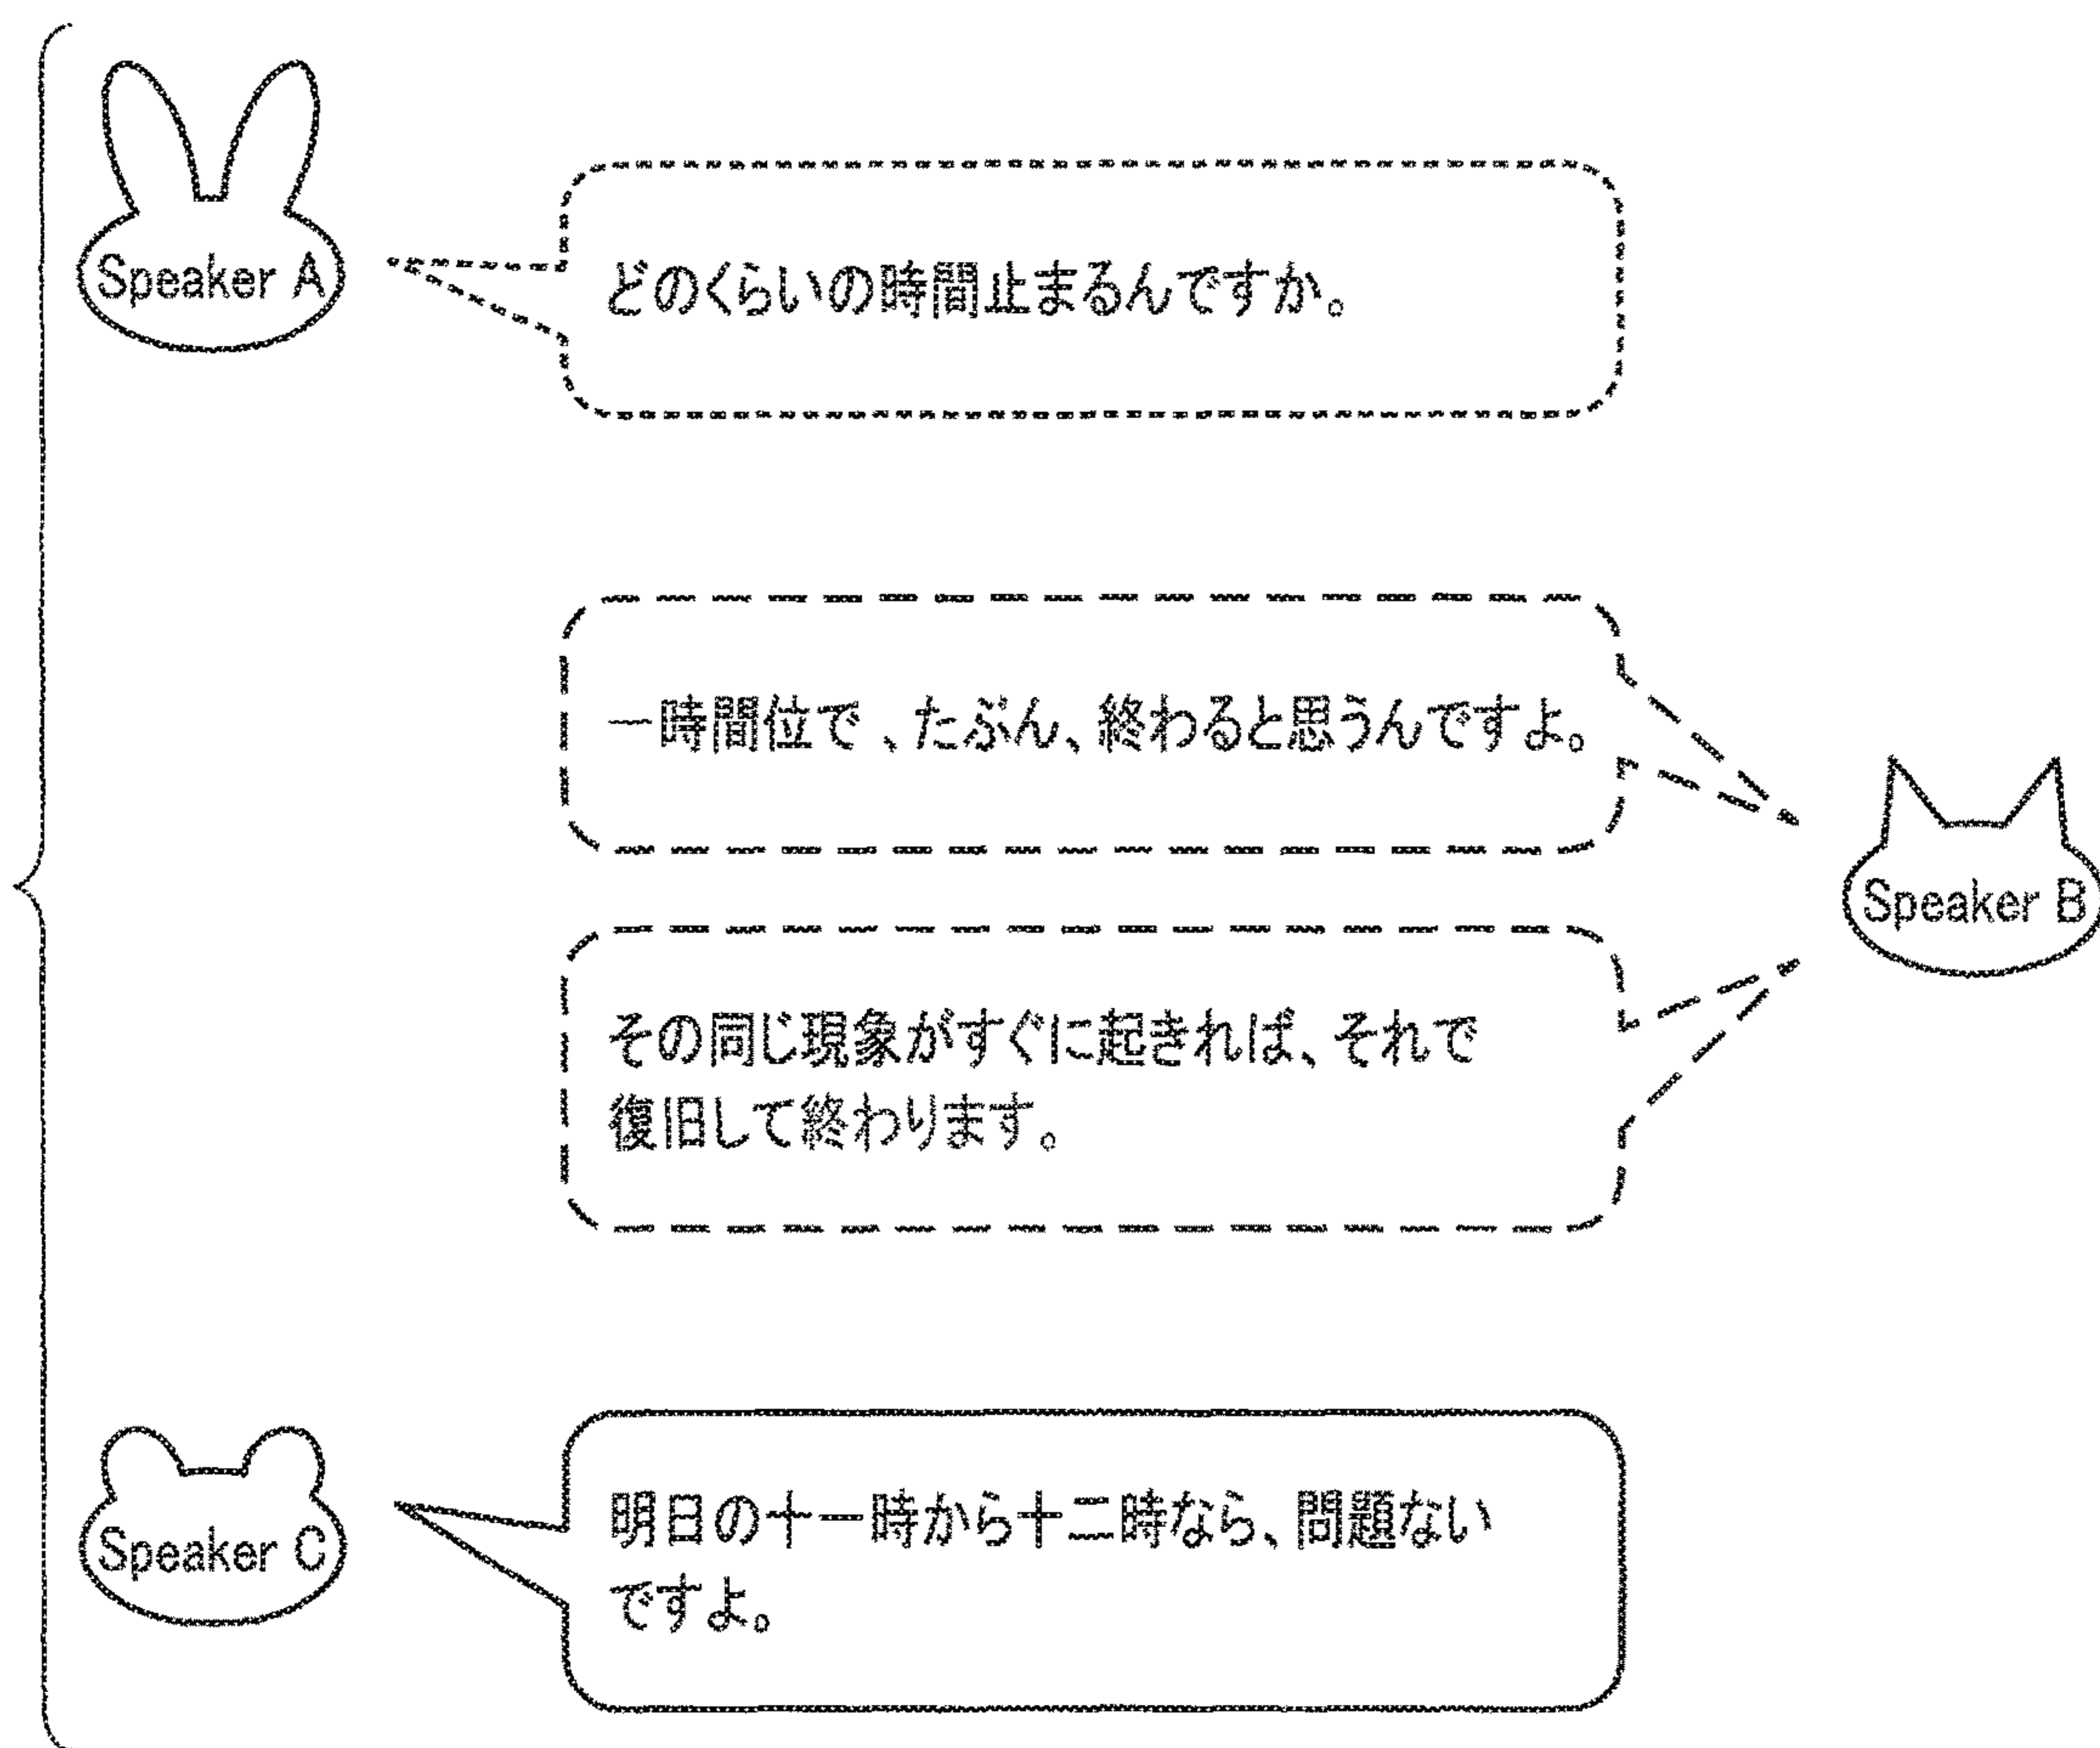 Speaker A
どのくらいの時間止まるんですか。
一時間位で、たぶん、終わると思うんですよ。
Speaker B
その同じ現象がすぐに起きれば、それで
復旧して終わります。
Speaker C
明日の十一時から十二時なら、問題ない
ですよ。